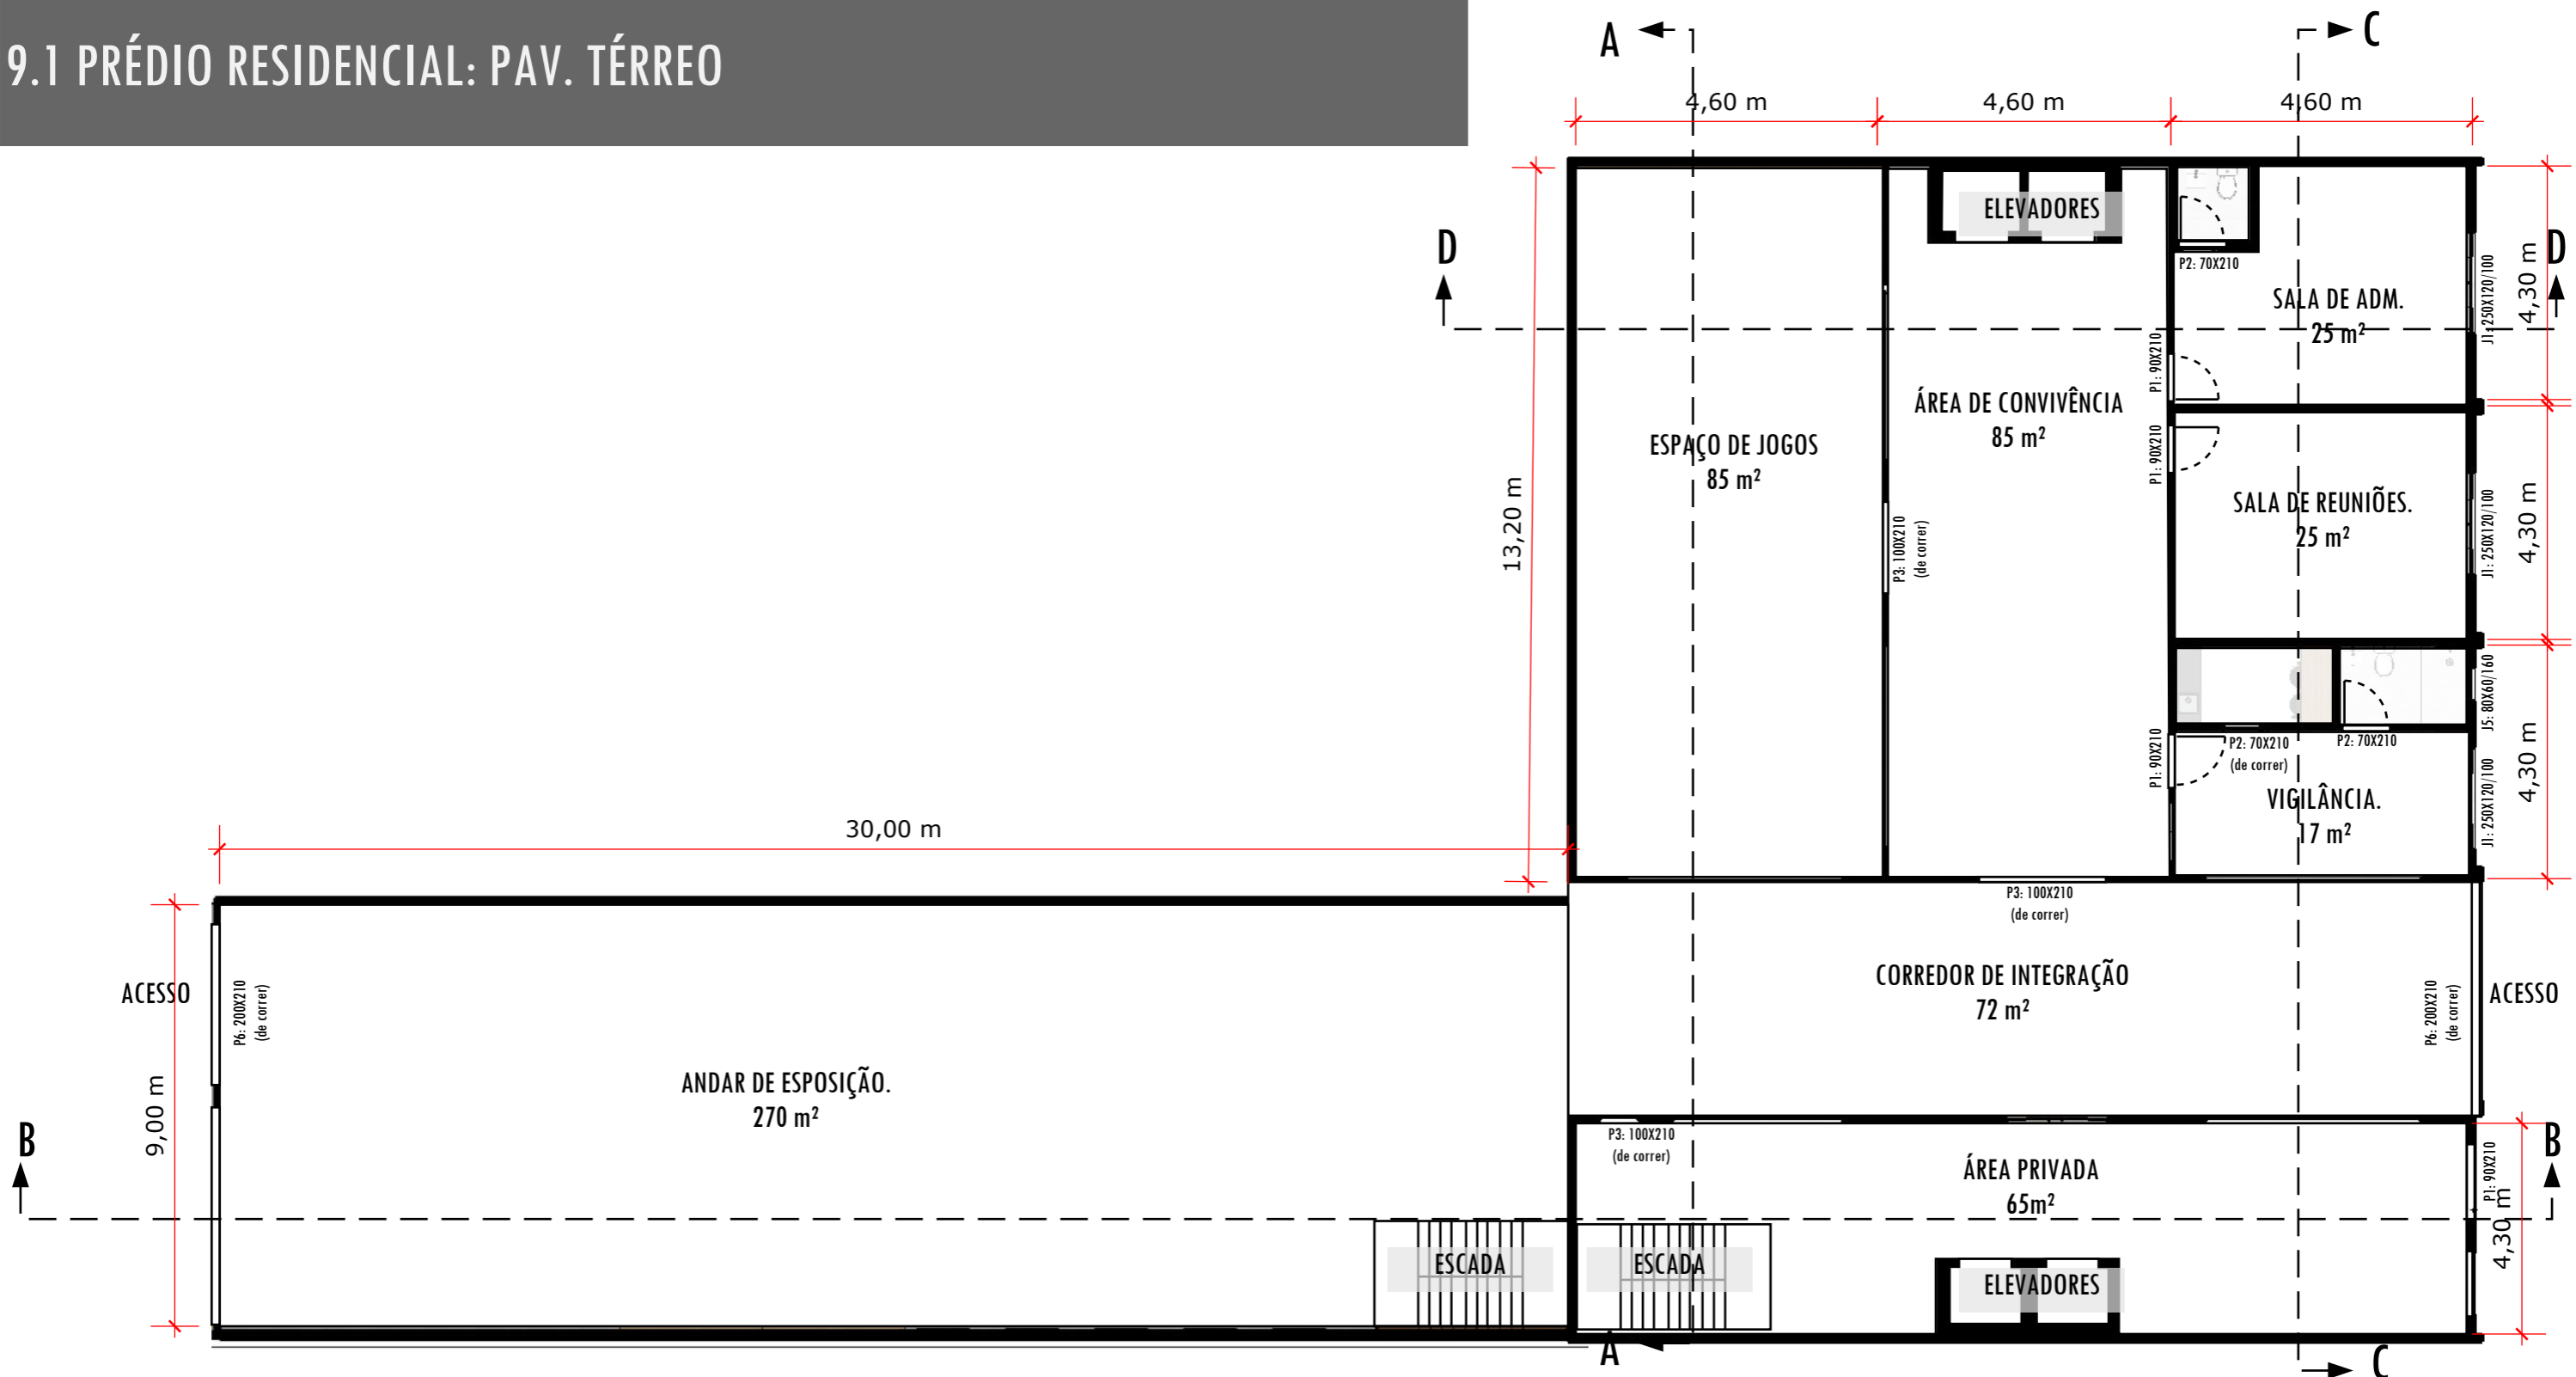 9.1 PRÉDIO RESIDENCIAL: PAV. TÉRREO
A
C
4,60 m
4,60 m
4,60 m
ELEVADORES
P2: 70X210
D
D
SALA DE ADM.
25 m²
J1:250X120/100
4,30 m
P1: 90X210
ÁREA DE CONVIVÊNCIA
85 m²
ESPAÇO DE JOGOS
85 m²
P1: 90X210
SALA DE REUNIÕES.
25 m²
J1: 250X120/100
4,30 m
13,20 m
P3: 100X210
(de correr)
J5: 80X60/160
P1: 90X210
P2: 70X210
(de correr)
P2: 70X210
VIGILÂNCIA.
17 m²
J1: 250X120/100
4,30 m
30,00 m
P3: 100X210
(de correr)
ACESSO
P6: 200X210
(de correr)
CORREDOR DE INTEGRAÇÃO
72 m²
P6: 200X210
(de correr)
ACESSO
ANDAR DE ESPOSIÇÃO.
270 m²
9,00 m
B
B
P3: 100X210
(de correr)
ÁREA PRIVADA
65m²
P1: 90X210
4,30 m
ESCADA
ESCADA
ELEVADORES
A
C